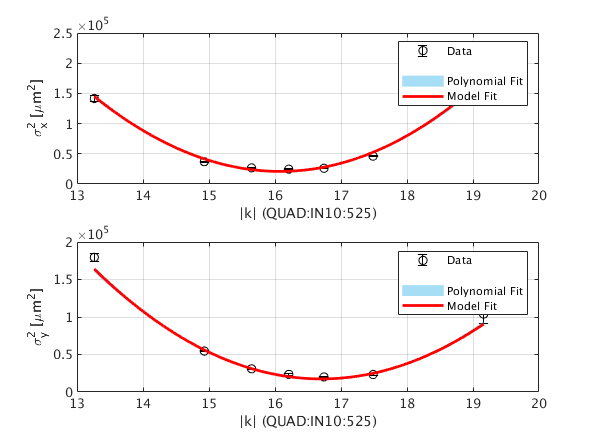 ×10^5
2.5
2
1.5
1
0.5
0
σ_x^2 [μm^2]
Data
Polynomial Fit
Model Fit
13 14 15 16 17 18 19 20
|k| (QUAD:IN10:525)
×10^5
2
1.5
1
0.5
0
σ_y^2 [μm^2]
Data
Polynomial Fit
Model Fit
13 14 15 16 17 18 19 20
|k| (QUAD:IN10:525)